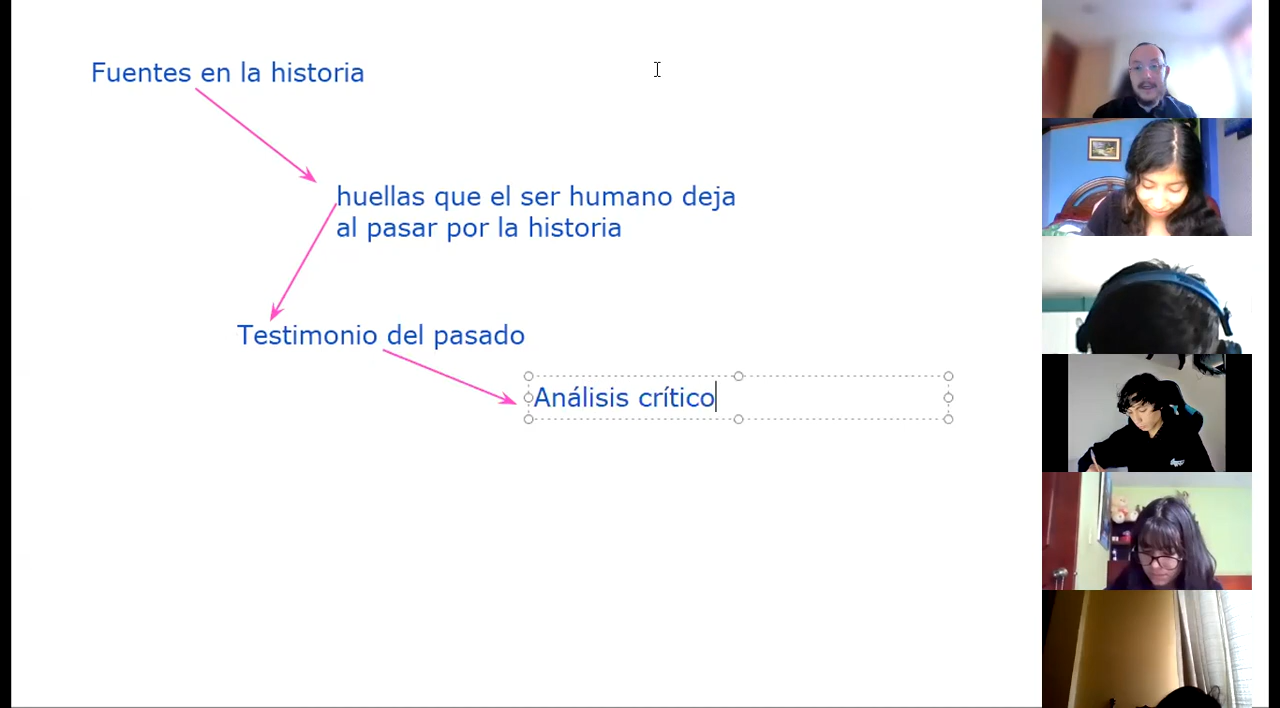 Fuentes en la historia
huellas que el ser humano deja
al pasar por la historia
Testimonio del pasado
Análisis crítico